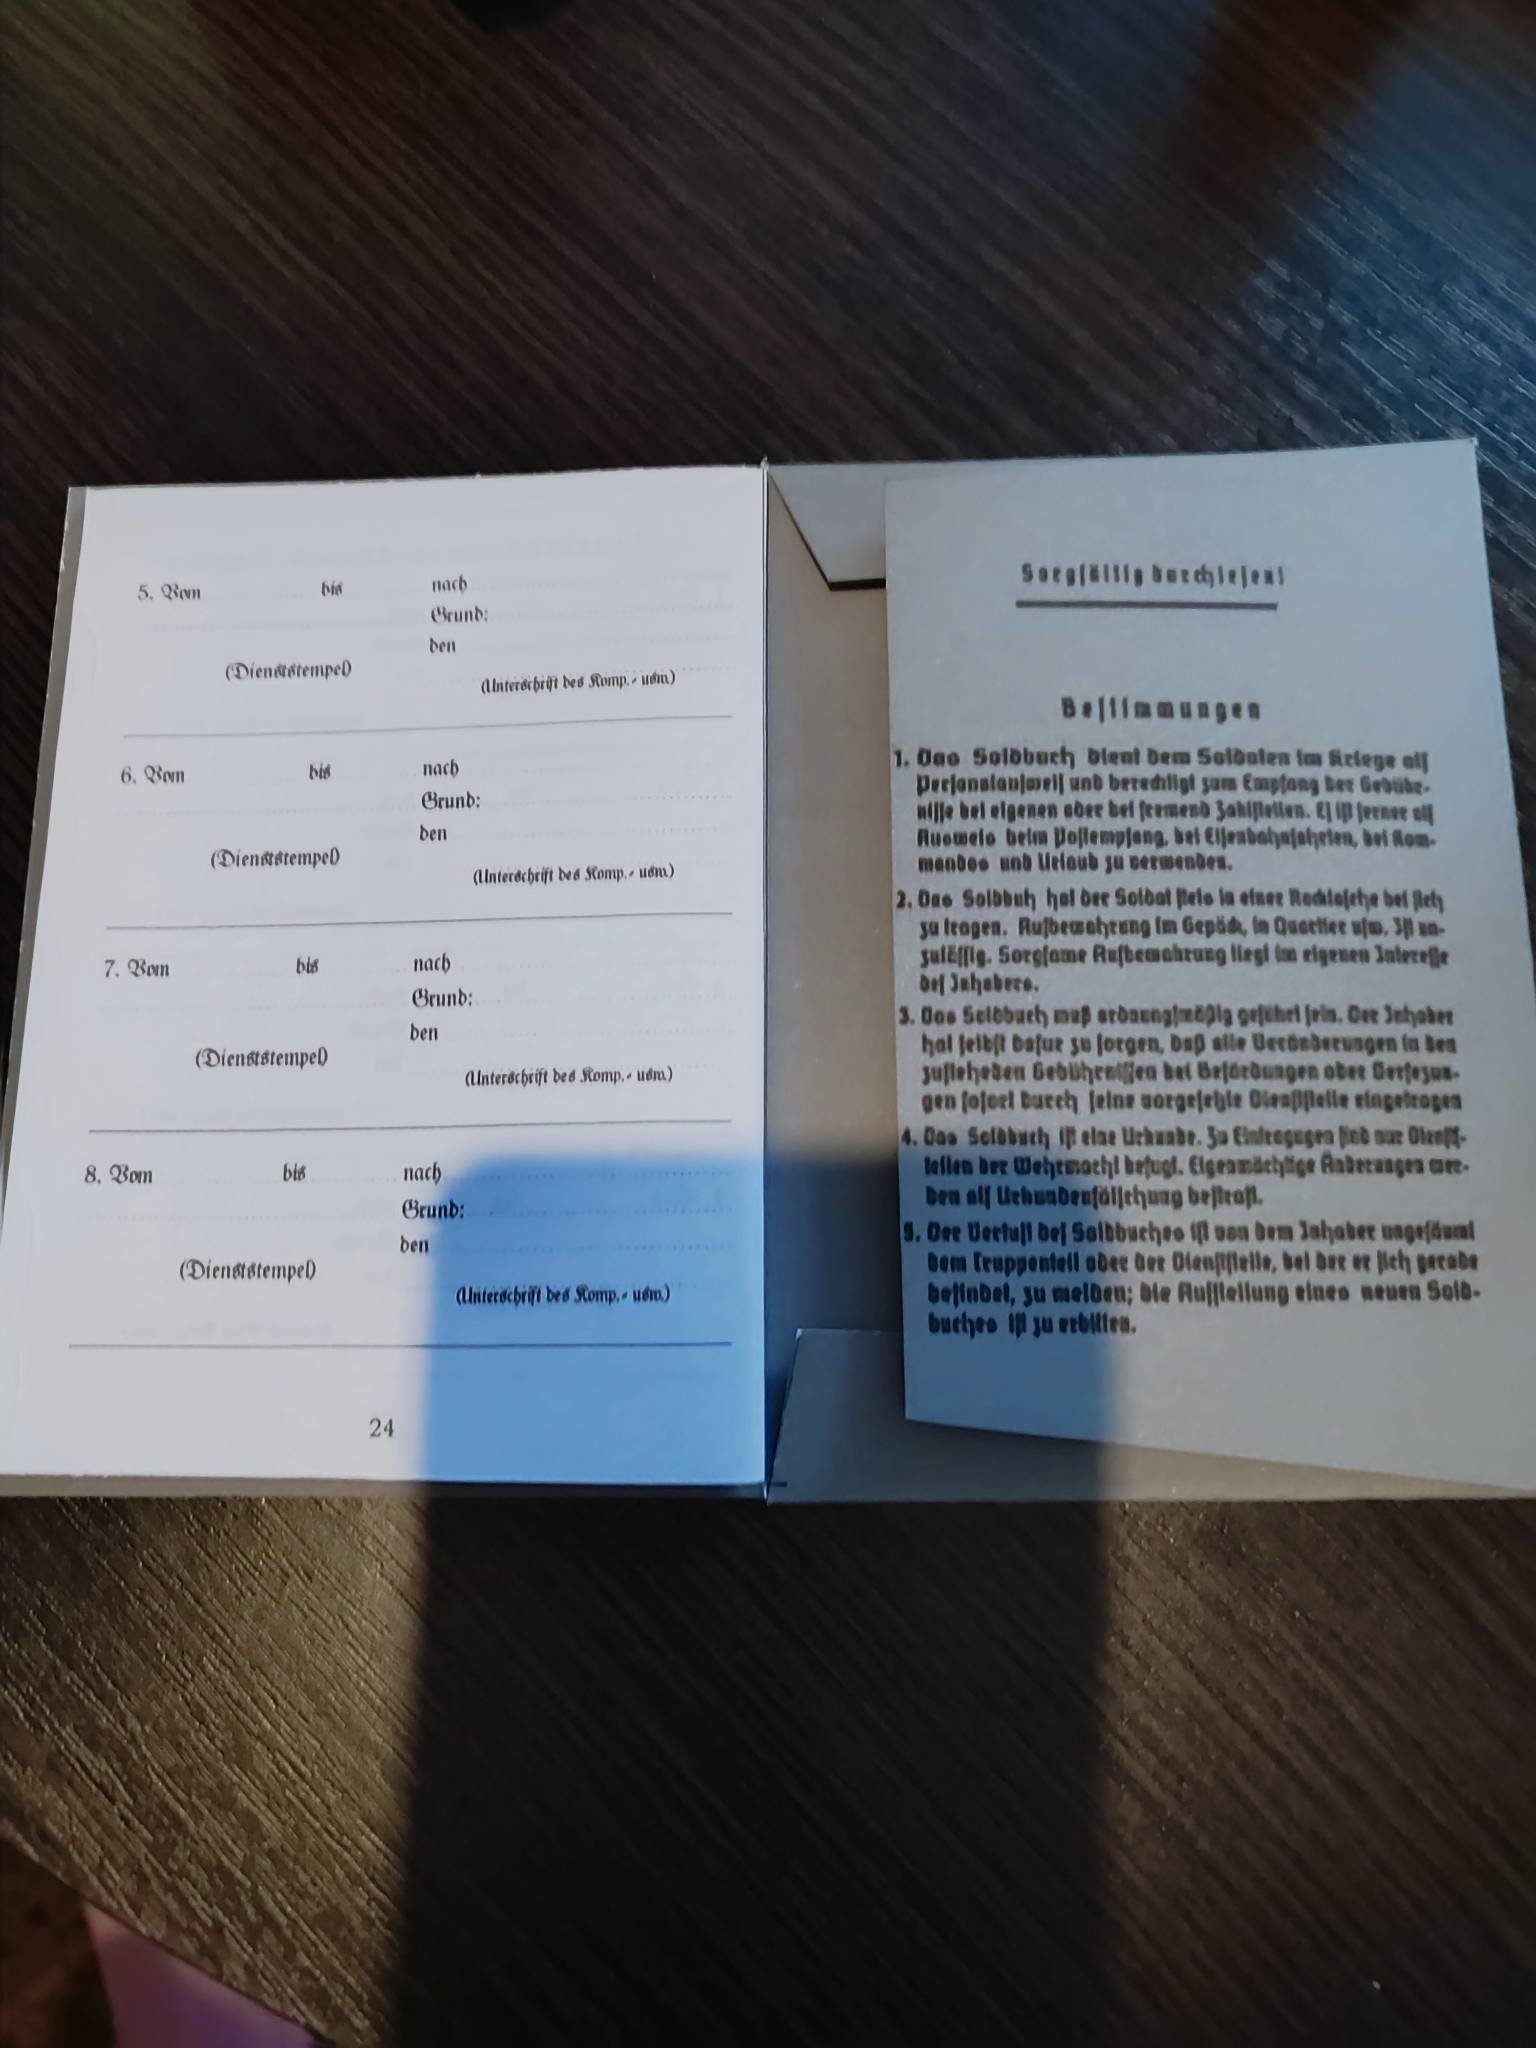 5. Vom bis nach
Grund:
den
(Dienststempel)
(Unterschrift des Komp.- usw.)
6. Vom bis nach
Grund:
den
(Dienststempel)
(Unterschrift des Komp.- usw.)
7. Vom bis nach
Grund:
den
(Dienststempel)
(Unterschrift des Komp.- usw.)
8. Vom bis nach
Grund:
den
(Dienststempel)
(Unterschrift des Komp.- usw.)
24
Sorgfältig durchlesen!
Bestimmungen
1. Das Soldbuch dient dem Soldaten im Kriege als
Personalausweis und berechtigt zum Empfang der Gebühr-
nisse bei eigenen oder bei fremend Zahlstellen. Es ist ferner als
Ausweis beim Postempfang, bei Eisenbahnfahrten, bei Kom-
mandos und Urlaub zu verwenden.
2. Das Soldbuh hat der Soldat stets in einer Rocktasche bei sich
zu tragen. Aufbewahrung im Gepäck, in Quartier usw. Ist un-
zulässig. Sorgsame Aufbewahrung liegt im eigenen Interesse
des Inhabers.
3. Das Soldbuch muß ordnungsmäßig geführt sein. Der Inhaber
hat selbst dafur zu sorgen, daß alle Veränderungen in den
zusteheden Gebührnissen bei Befördungen oder Versezun-
gen sofort durch seine vorgesetzte Dienststelle eingetragen
4. Das Soldbuch ist eine Urkunde. Zu Eintragugen sind nur Dienst-
tellen der Wehrmacht befugt. Eigenmächtige Änderungen wer-
den als Urkundenfälschung bestraft.
5. Der Verlust des Soldbuches ist von dem Inhaber ungesäumt
dem Truppenteil oder der Dienststelle, bei der er sich gerade
befindet, zu melden; die Ausstellung eines neuen Sold-
buches ist zu erbitten.